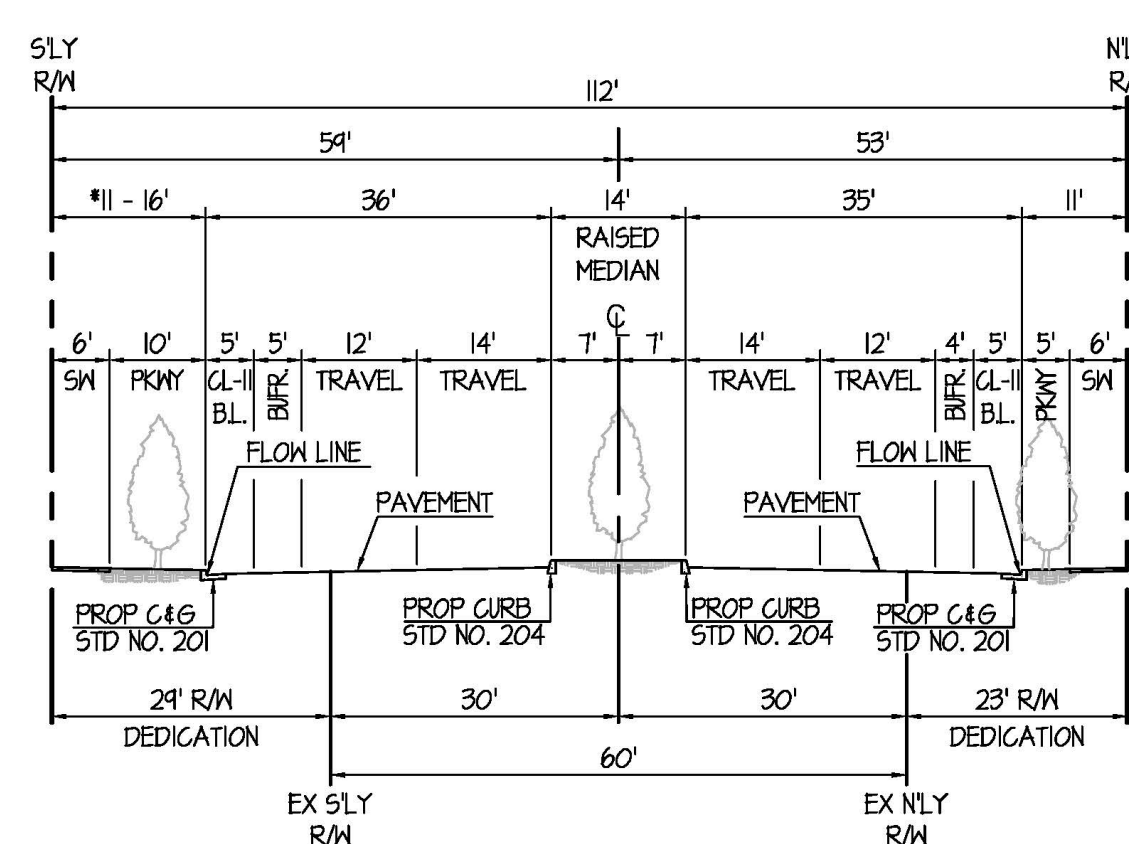 S'LY
R/W
N'L
R/
112'
59'
53'
*11 - 16'
36'
14'
35'
11'
RAISED
MEDIAN
℄
6'
10'
5'
5'
12'
14'
7'
7'
14'
12'
4'
5'
5'
6'
SW
PKWY
CL-II
B.L.
BUFR.
TRAVEL
TRAVEL
TRAVEL
TRAVEL
BUFR.
CL-II
B.L.
PKWY
SW
FLOW LINE
FLOW LINE
PAVEMENT
PAVEMENT
PROP C&G
STD NO. 201
PROP CURB
STD NO. 204
PROP CURB
STD NO. 204
PROP C&G
STD NO. 201
29' R/W
DEDICATION
30'
30'
23' R/W
DEDICATION
60'
EX S'LY
R/W
EX N'LY
R/W